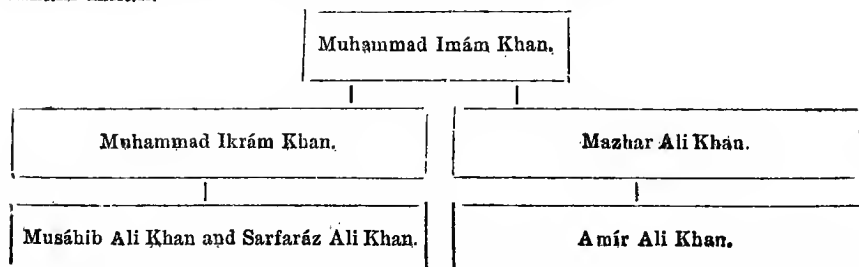 Muhammad Imám Khan.
Muhammad Ikrám Khan.
Mazhar Ali Khan.
Musáhib Ali Khan and Sarfaráz Ali Khan.
Amír Ali Khan.